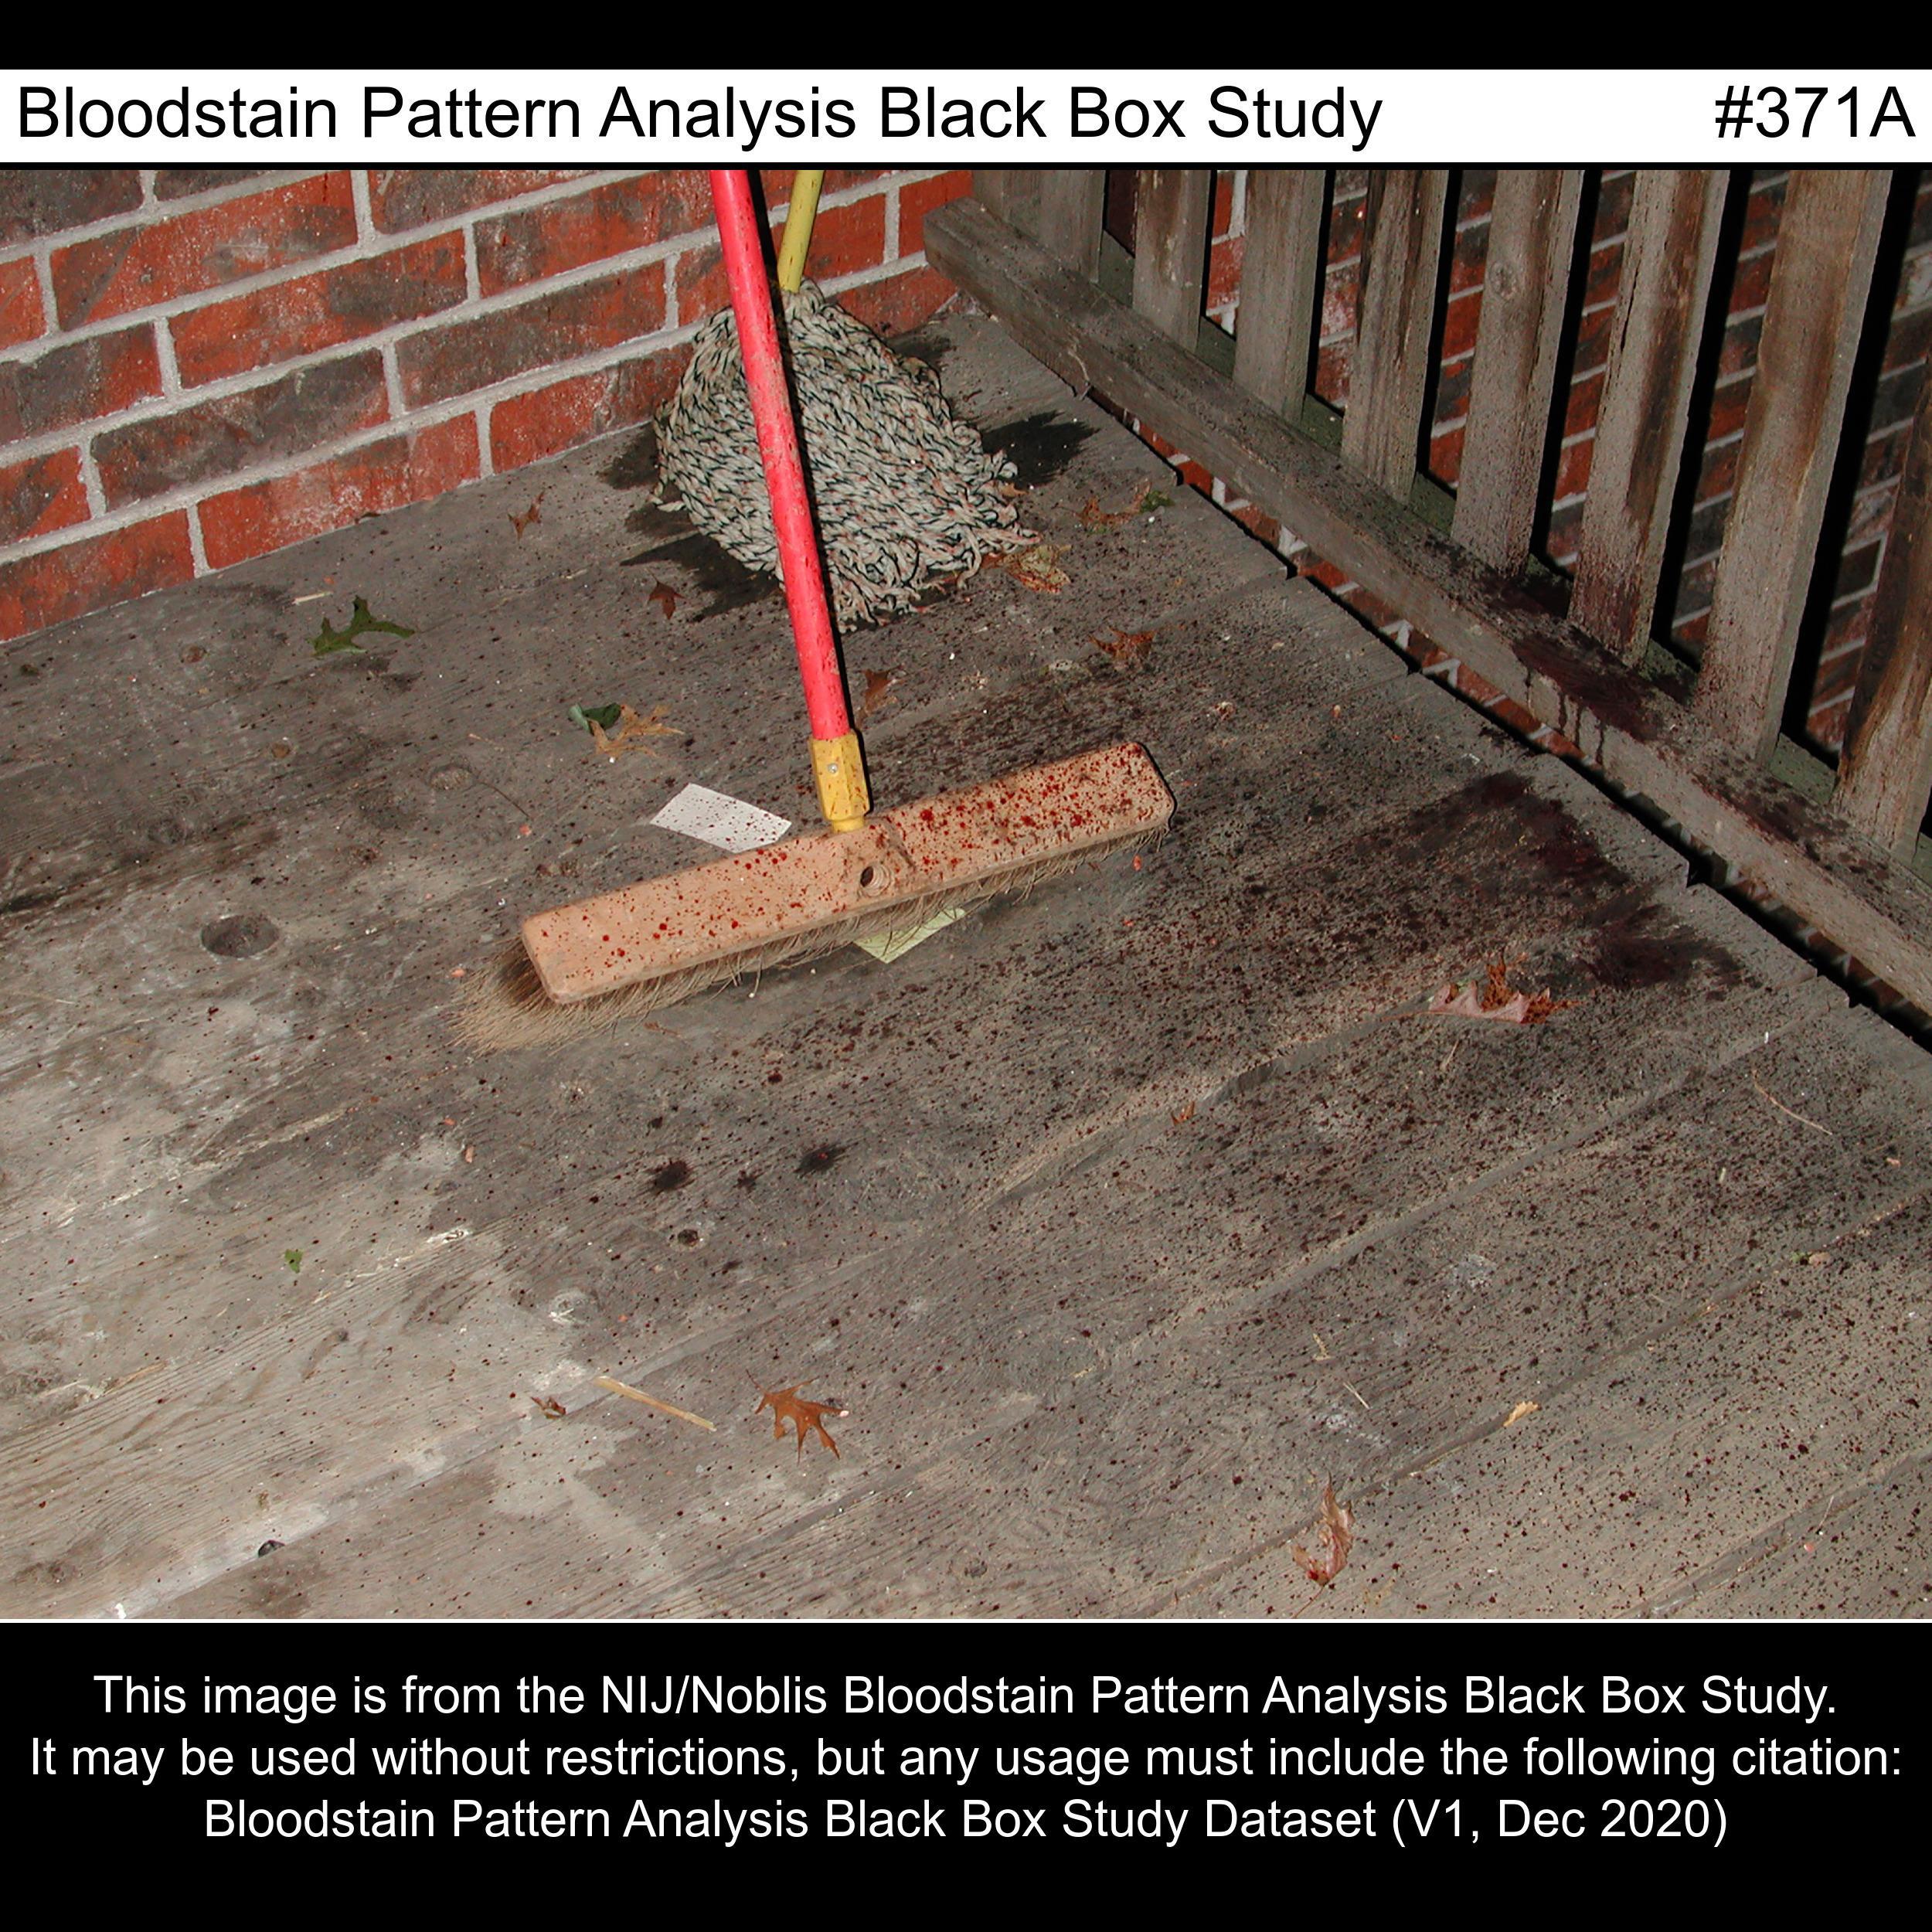 Bloodstain Pattern Analysis Black Box Study #371A
This image is from the NIJ/Noblis Bloodstain Pattern Analysis Black Box Study.
It may be used without restrictions, but any usage must include the following citation:
Bloodstain Pattern Analysis Black Box Study Dataset (V1, Dec 2020)